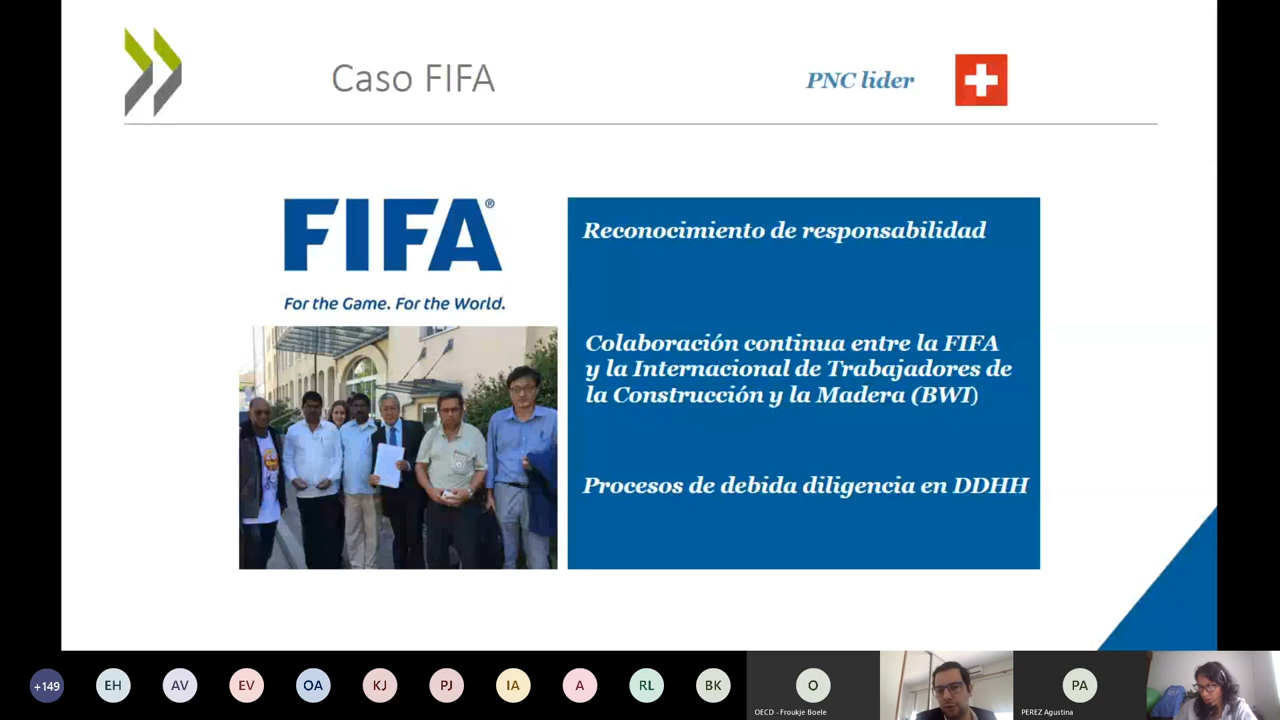 Caso FIFA
PNC lider
FIFA®
For the Game. For the World.
Reconocimiento de responsabilidad
Colaboración continua entre la FIFA
y la Internacional de Trabajadores de
la Construcción y la Madera (BWI)
Procesos de debida diligencia en DDHH
+149
EH
AV
EV
OA
KJ
PJ
IA
A
RL
BK
O
OECD - Froukje Boele
PA
PEREZ Agustina